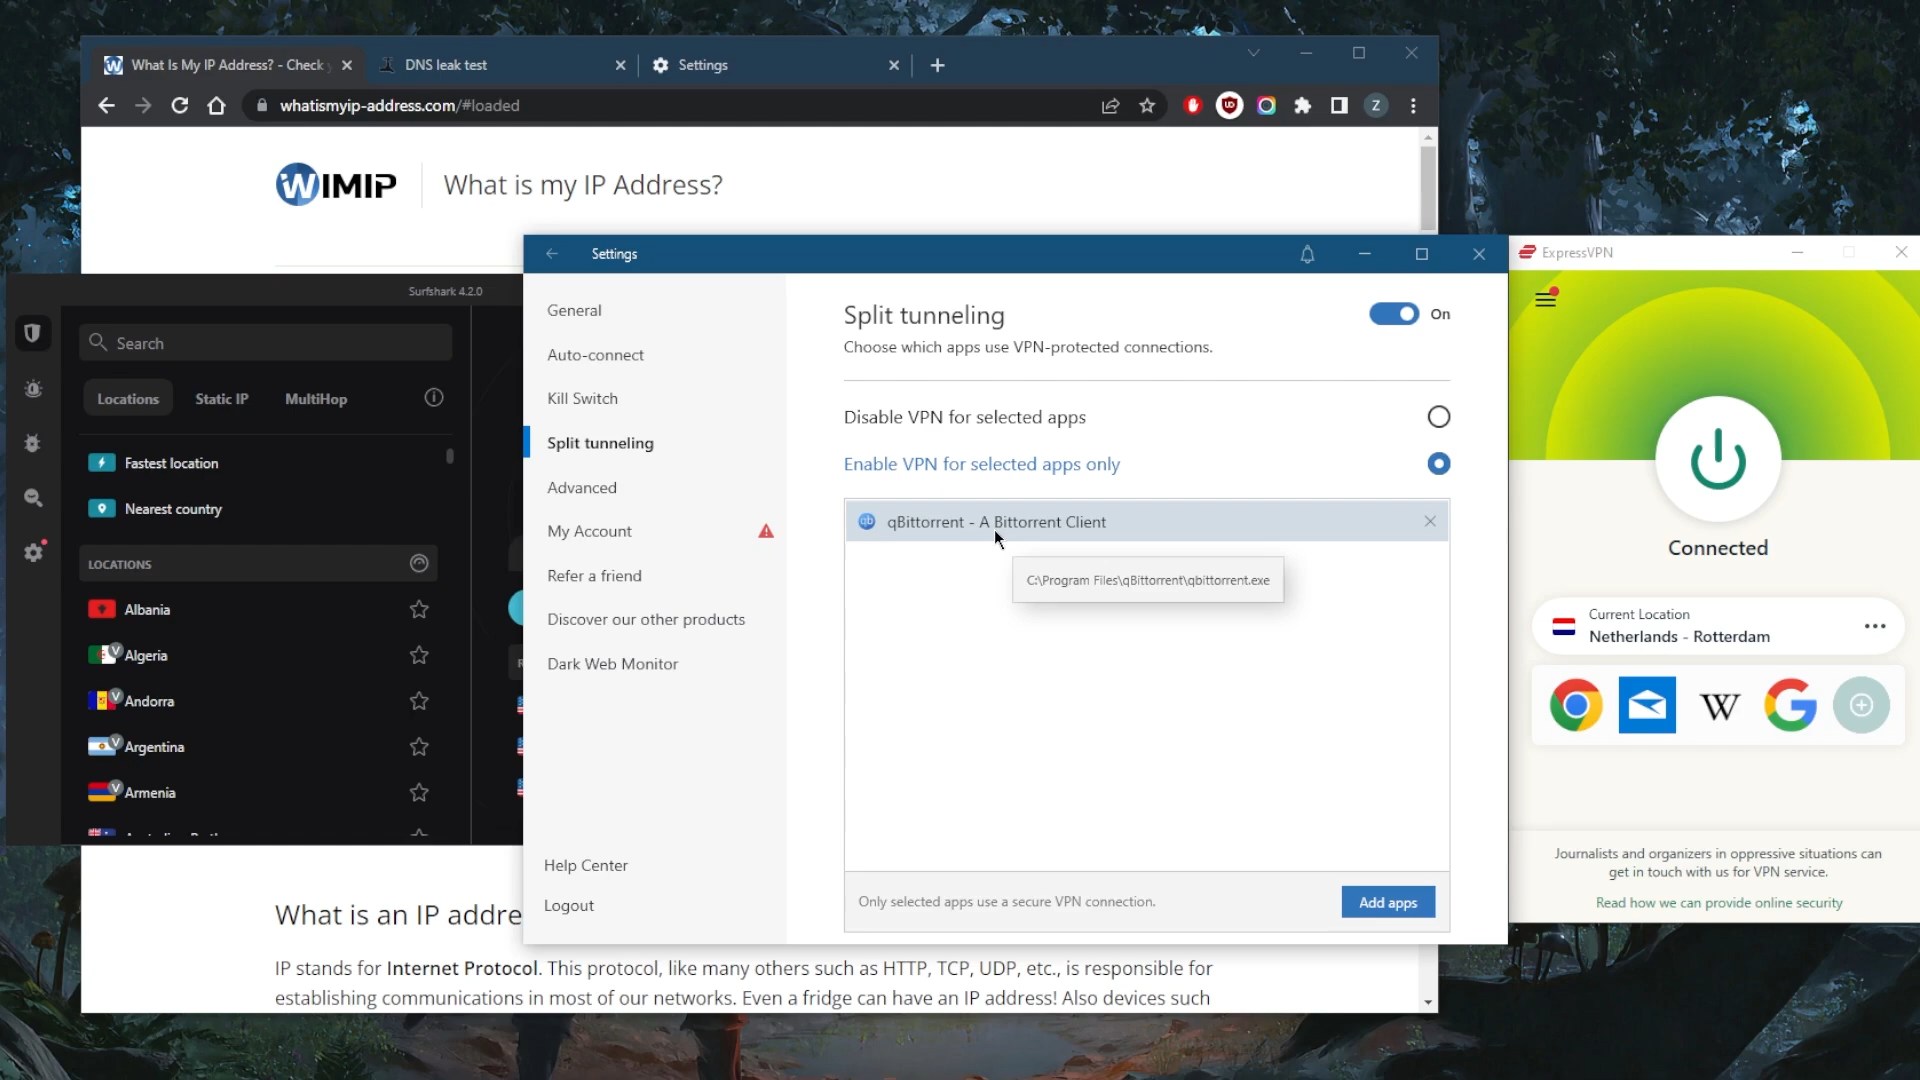 What Is My IP Address? - Check
DNS leak test
Settings
whatismyip-address.com/#loaded
Z
WIMIP
What is my IP Address?
Settings
General
Auto-connect
Kill Switch
Split tunneling
Advanced
My Account
Refer a friend
Discover our other products
Dark Web Monitor
Help Center
Logout
Split tunneling
On
Choose which apps use VPN-protected connections.
Disable VPN for selected apps
Enable VPN for selected apps only
qb
qBittorrent - A Bittorrent Client
C:\Program Files\qBittorrent\qbittorrent.exe
Only selected apps use a secure VPN connection.
Add apps
Surfshark 4.2.0
Search
Locations
Static IP
MultiHop
Fastest location
Nearest country
LOCATIONS
Albania
V
Algeria
V
Andorra
V
Argentina
V
Armenia
ExpressVPN
Connected
Current Location
Netherlands - Rotterdam
W
G
Journalists and organizers in oppressive situations can
get in touch with us for VPN service.
Read how we can provide online security
What is an IP addre
IP stands for Internet Protocol. This protocol, like many others such as HTTP, TCP, UDP, etc., is responsible for
establishing communications in most of our networks. Even a fridge can have an IP address! Also devices such